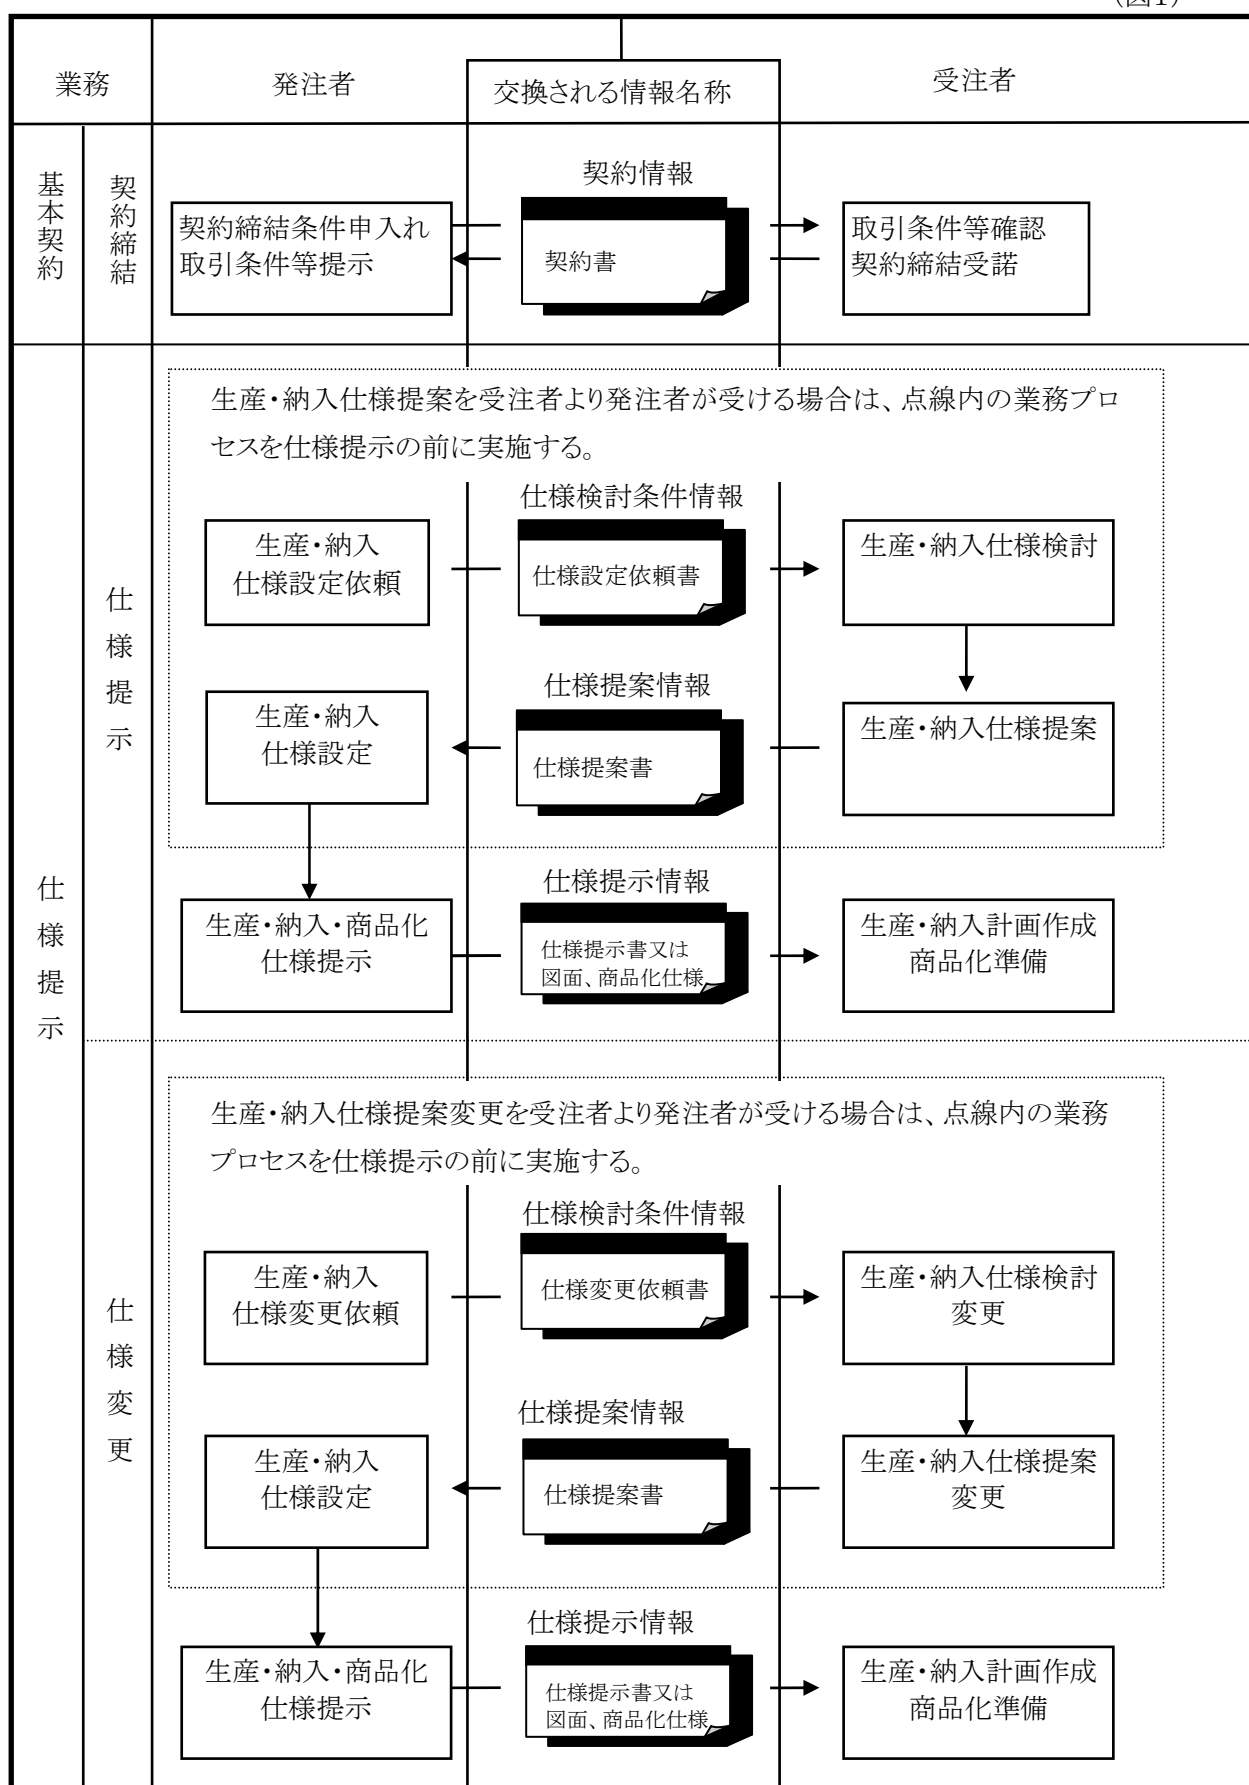 （図1）
業務
発注者
交換される情報名称
受注者
基本契約
契約締結
契約情報
契約締結条件申入れ
取引条件等提示
契約書
取引条件等確認
契約締結受諾
仕様提示
仕様提示
生産・納入仕様提案を受注者より発注者が受ける場合は、点線内の業務プロ
セスを仕様提示の前に実施する。
仕様検討条件情報
生産・納入
仕様設定依頼
仕様設定依頼書
生産・納入仕様検討
仕様提案情報
生産・納入
仕様設定
仕様提案書
生産・納入仕様提案
仕様提示情報
生産・納入・商品化
仕様提示
仕様提示書又は
図面、商品化仕様
生産・納入計画作成
商品化準備
仕様変更
生産・納入仕様提案変更を受注者より発注者が受ける場合は、点線内の業務
プロセスを仕様提示の前に実施する。
仕様検討条件情報
生産・納入
仕様変更依頼
仕様変更依頼書
生産・納入仕様検討
変更
仕様提案情報
生産・納入
仕様設定
仕様提案書
生産・納入仕様提案
変更
仕様提示情報
生産・納入・商品化
仕様提示
仕様提示書又は
図面、商品化仕様
生産・納入計画作成
商品化準備